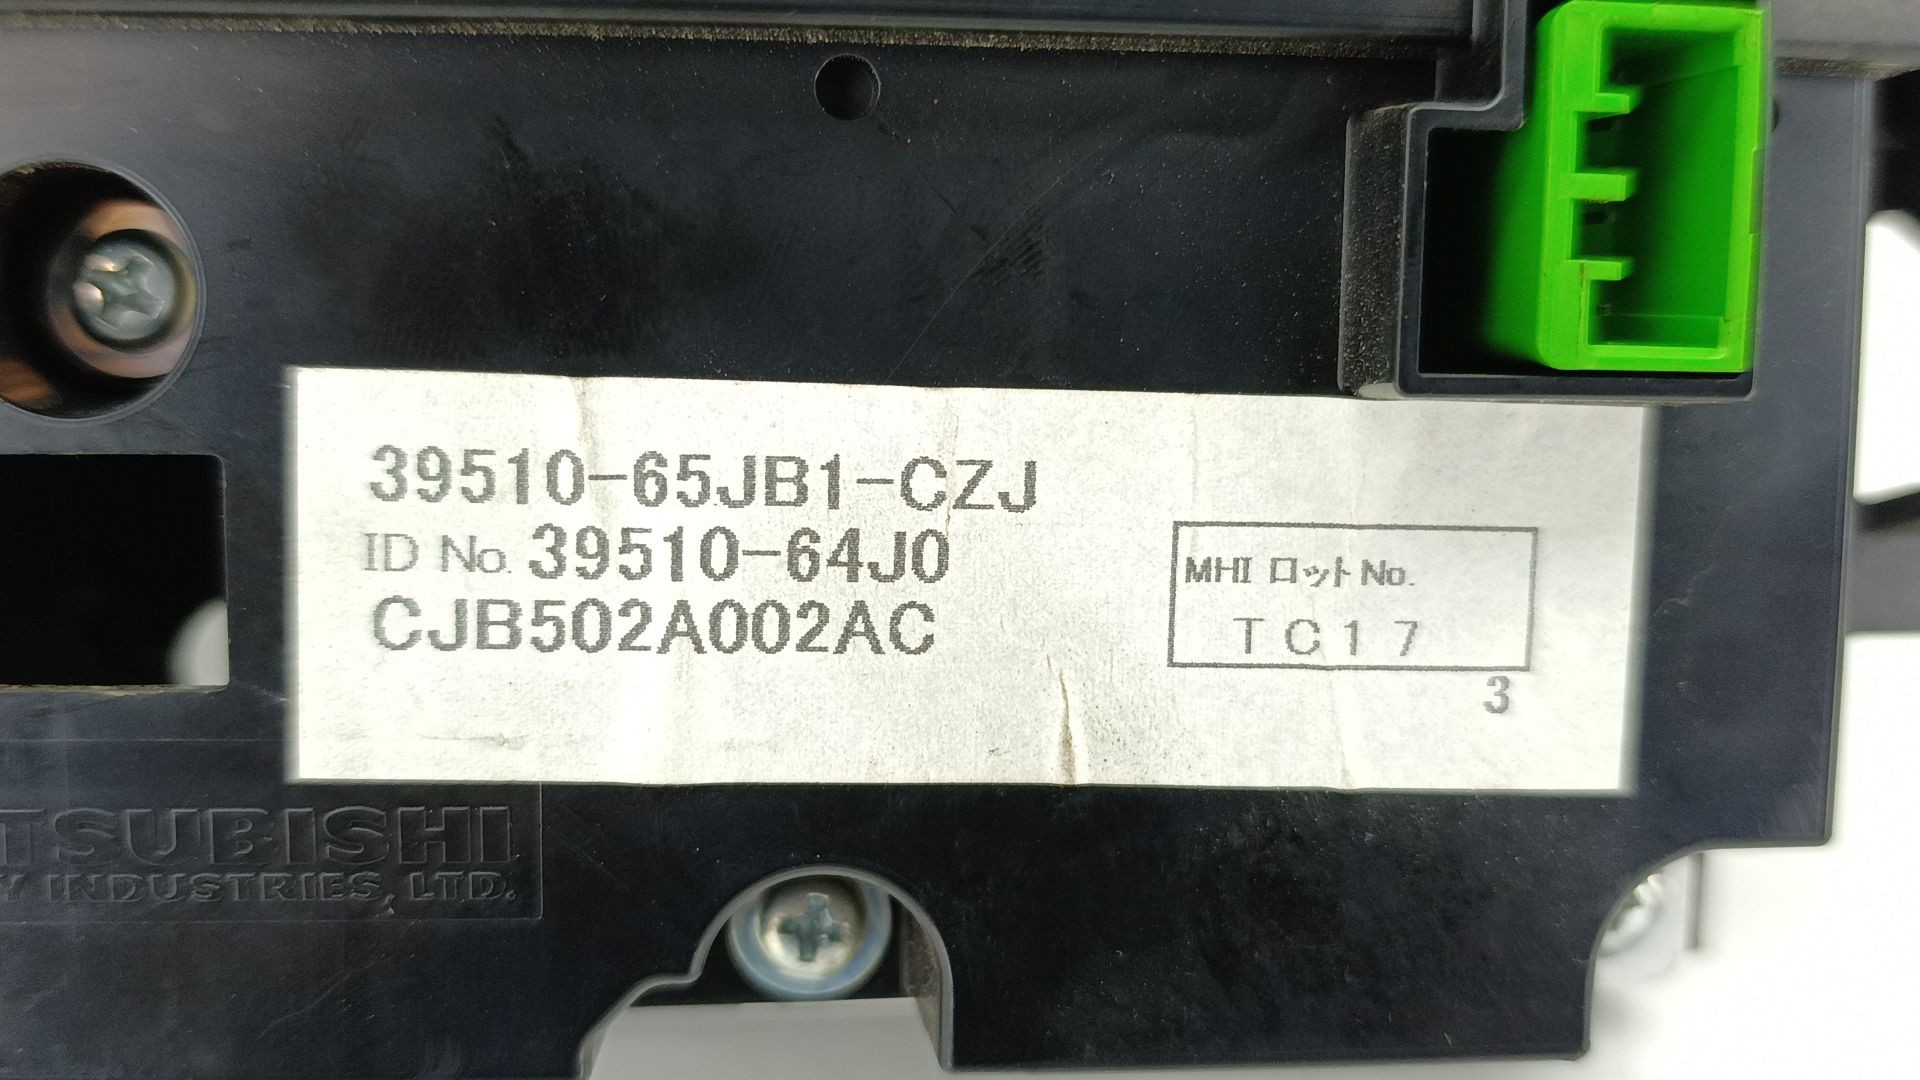 39510-65JB1-CZJ
ID No. 39510-64J0
CJB502A002AC
MHI ロット No.
TC17
3
TSUBISHI
Y INDUSTRIES, LTD.